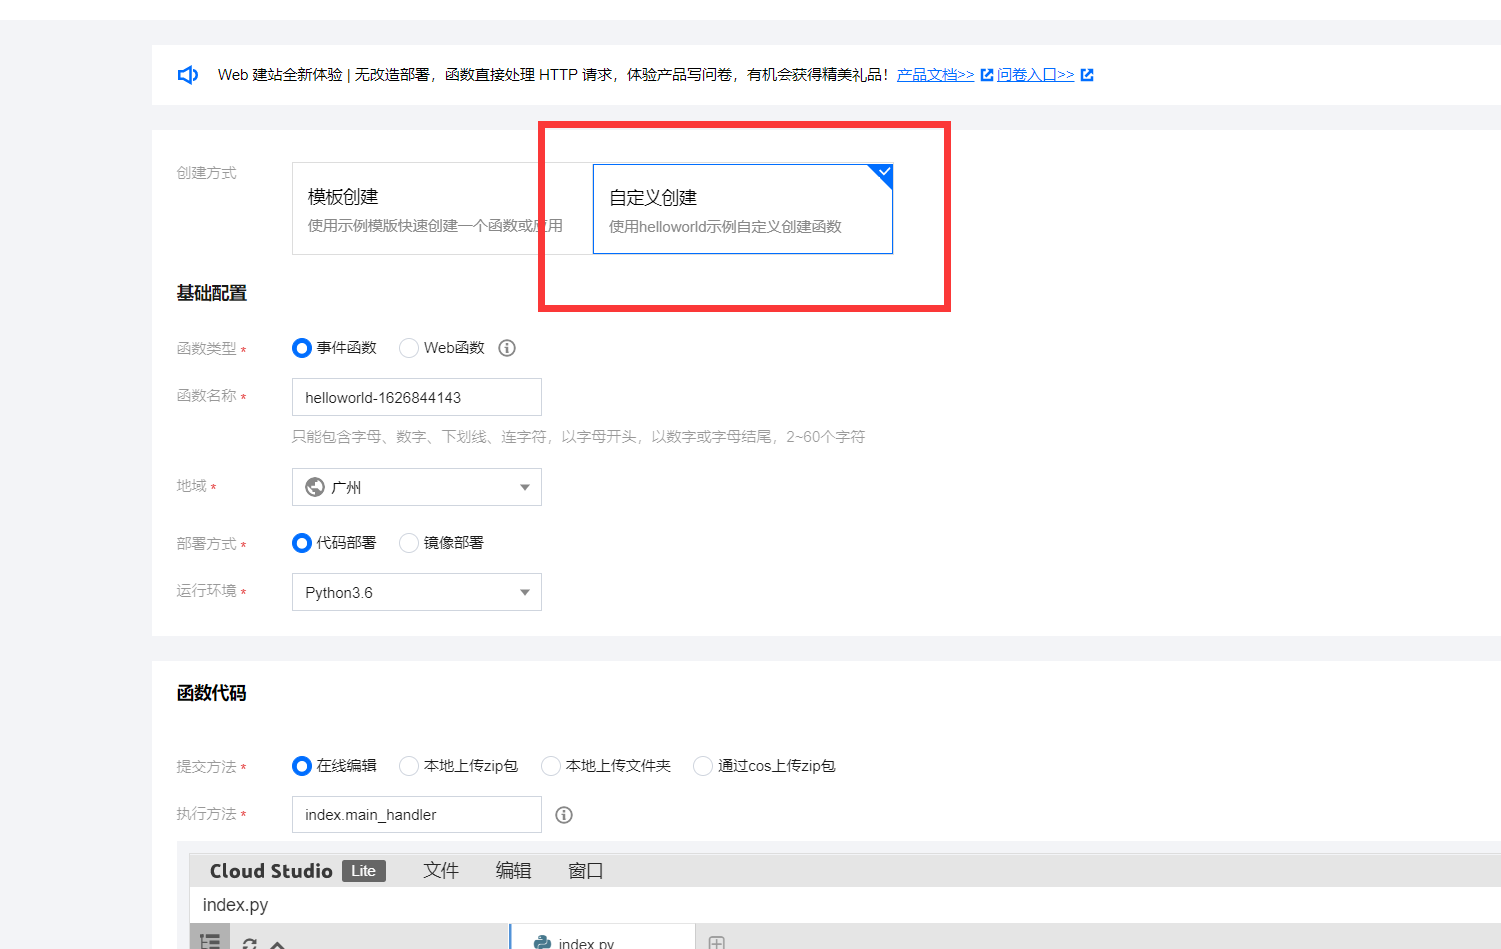 Web 建站全新体验 | 无改造部署，函数直接处理 HTTP 请求，体验产品写问卷，有机会获得精美礼品！产品文档>> 问卷入口>>
创建方式
模板创建
使用示例模版快速创建一个函数或应用
自定义创建
使用helloworld示例自定义创建函数
基础配置
函数类型* 事件函数 Web函数
函数名称* helloworld-1626844143
只能包含字母、数字、下划线、连字符，以字母开头，以数字或字母结尾，2~60个字符
地域* 广州
部署方式* 代码部署 镜像部署
运行环境* Python3.6
函数代码
提交方法* 在线编辑 本地上传zip包 本地上传文件夹 通过cos上传zip包
执行方法* index.main_handler
Cloud Studio Lite 文件 编辑 窗口
index.py
index.py